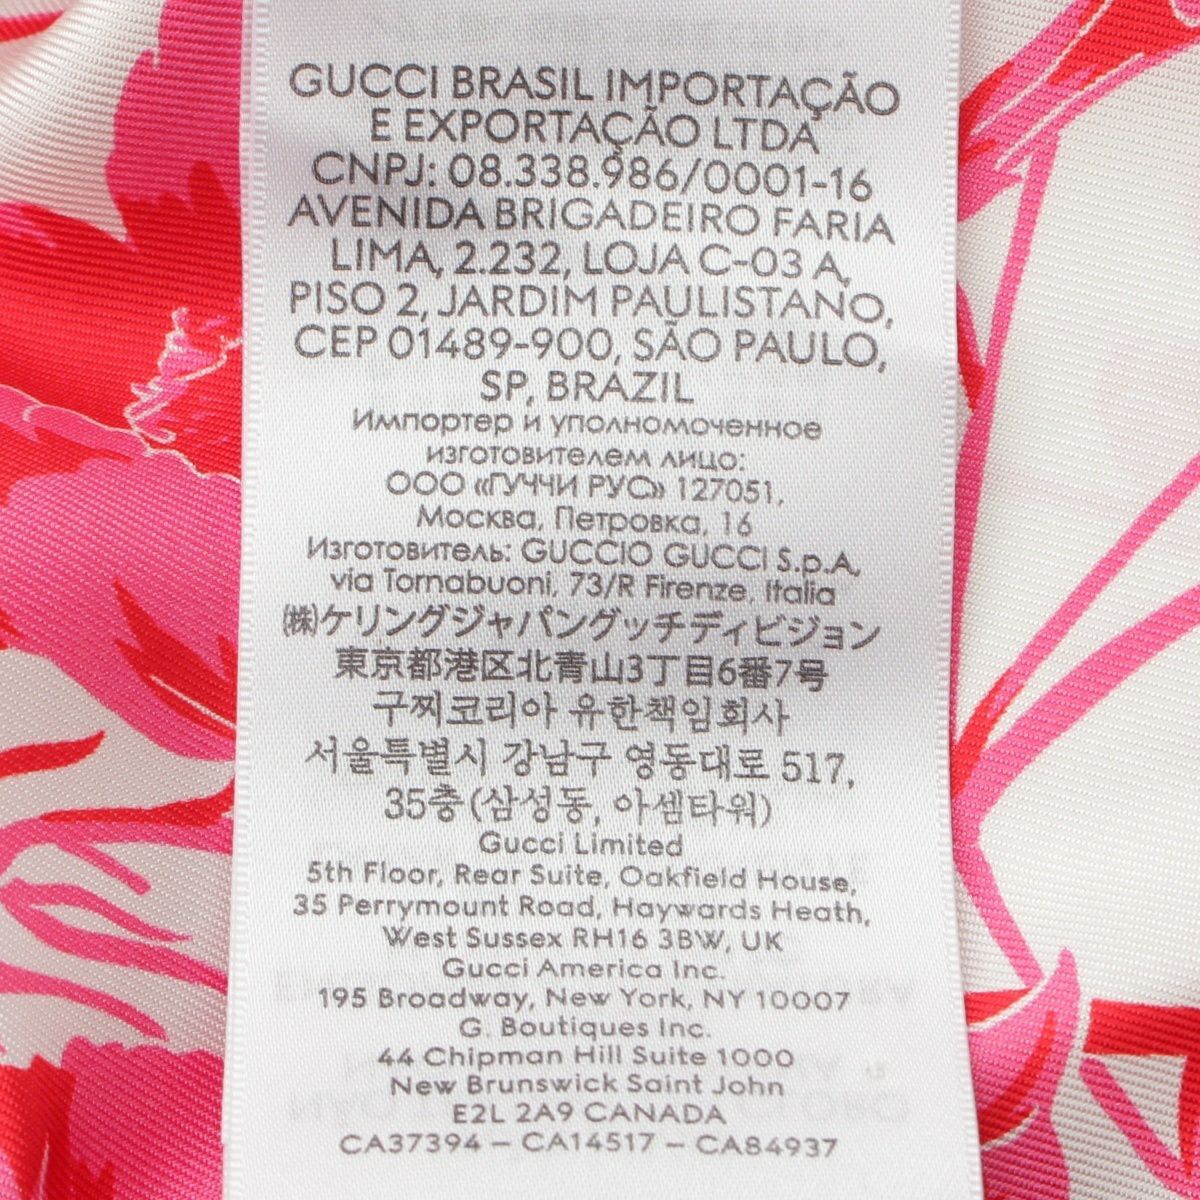 GUCCI BRASIL IMPORTAÇÃO
E EXPORTAÇÃO LTDA
CNPJ: 08.338.986/0001-16
AVENIDA BRIGADEIRO FARIA
LIMA, 2.232, LOJA C-03 A,
PISO 2, JARDIM PAULISTANO,
CEP 01489-900, SÃO PAULO,
SP, BRAZIL
Импортер и уполномоченное
изготовителем лицо:
ООО «ГУЧЧИ РУС» 127051,
Москва, Петровка, 16
Изготовитель: GUCCIO GUCCI S.p.A,
via Tornabuoni, 73/R Firenze, Italia
㈱ケリングジャパングッチディビジョン
東京都港区北青山3丁目6番7号
구찌코리아 유한책임회사
서울특별시 강남구 영동대로 517,
35층(삼성동, 아셈타워)
Gucci Limited
5th Floor, Rear Suite, Oakfield House,
35 Perrymount Road, Haywards Heath,
West Sussex RH16 3BW, UK
Gucci America Inc.
195 Broadway, New York, NY 10007
G. Boutiques Inc.
44 Chipman Hill Suite 1000
New Brunswick Saint John
E2L 2A9 CANADA
CA37394 – CA14517 – CA84937